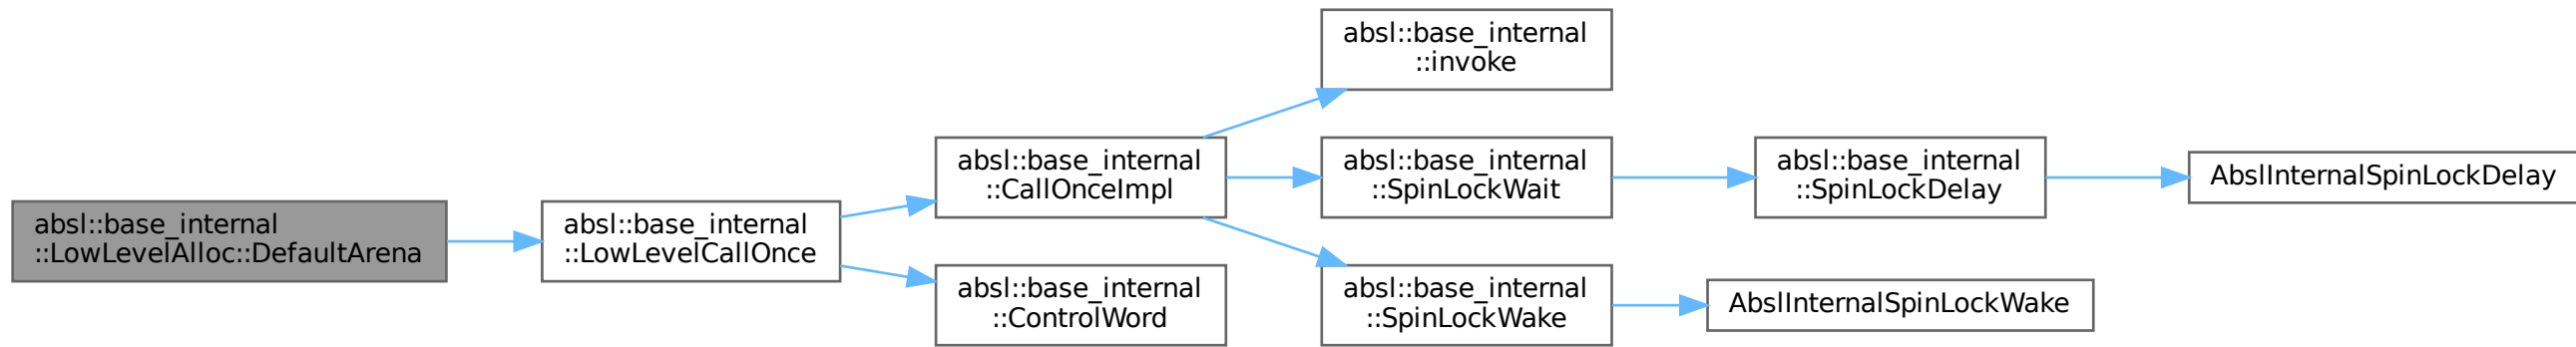 absl::base_internal
::LowLevelAlloc::DefaultArena
absl::base_internal
::LowLevelCallOnce
absl::base_internal
::CallOnceImpl
absl::base_internal
::ControlWord
absl::base_internal
::invoke
absl::base_internal
::SpinLockWait
absl::base_internal
::SpinLockWake
absl::base_internal
::SpinLockDelay
AbslInternalSpinLockWake
AbslInternalSpinLockDelay